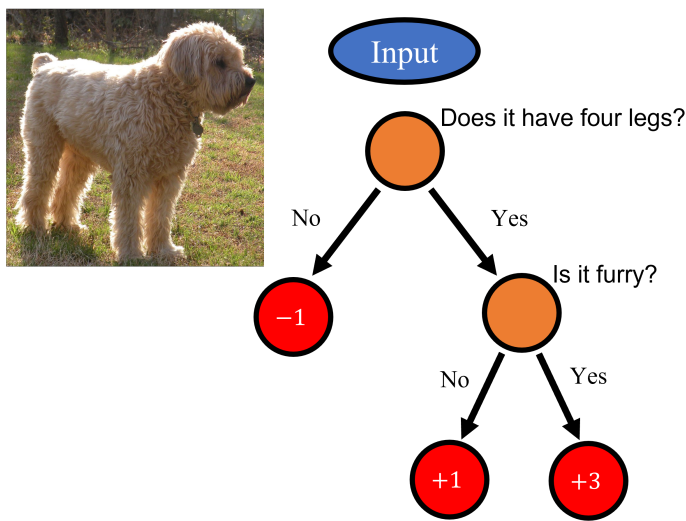 Input
Does it have four legs?
No
Yes
Is it furry?
−1
No
Yes
+1
+3